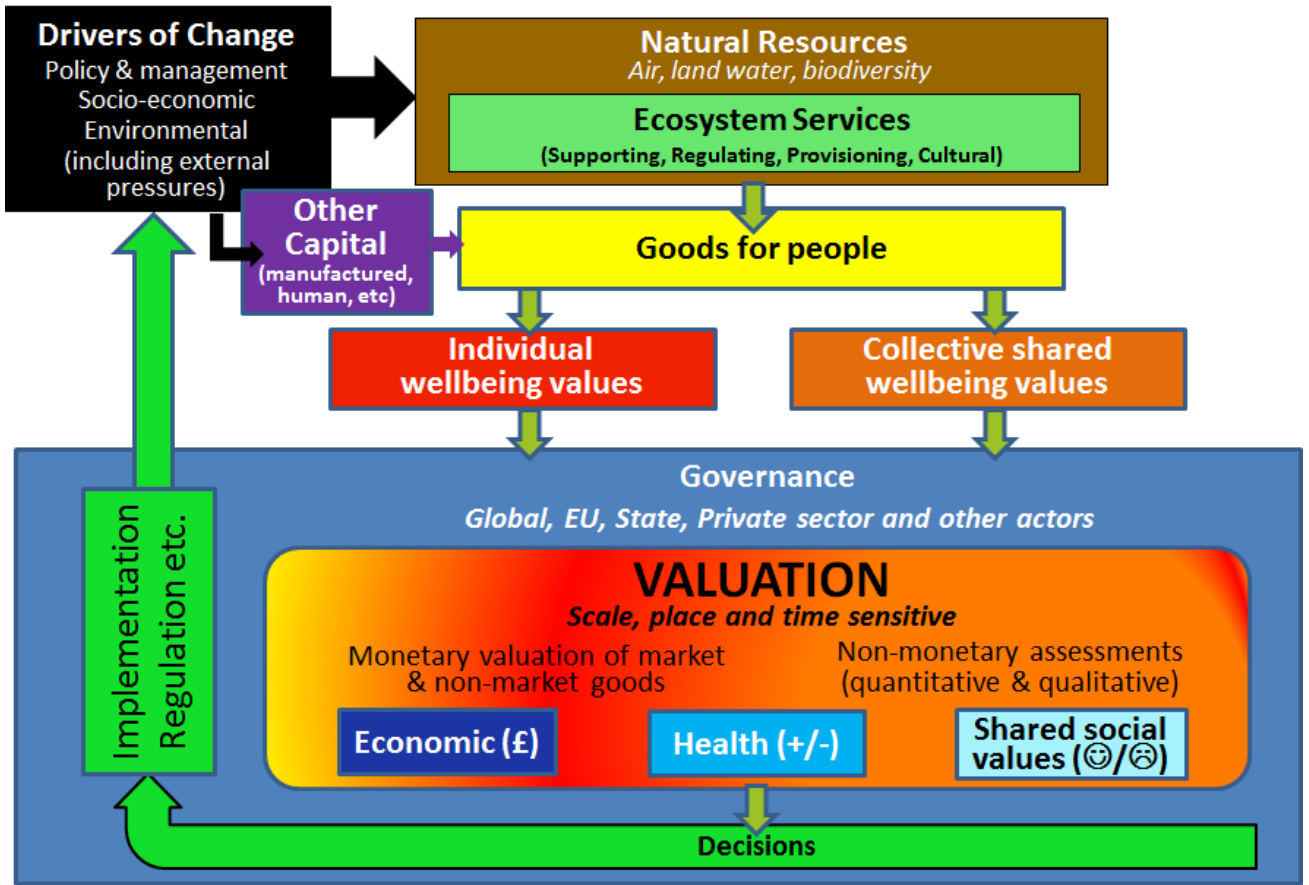 Drivers of Change
Policy & management
Socio-economic
Environmental
(including external
pressures)
Natural Resources
Air, land water, biodiversity
Ecosystem Services
(Supporting, Regulating, Provisioning, Cultural)
Other
Capital
(manufactured,
human, etc)
Goods for people
Individual
wellbeing values
Collective shared
wellbeing values
Governance
Global, EU, State, Private sector and other actors
VALUATION
Scale, place and time sensitive
Monetary valuation of market
& non-market goods
Non-monetary assessments
(quantitative & qualitative)
Economic (£)
Health (+/-)
Shared social
values (☺/☹)
Decisions
Implementation
Regulation etc.